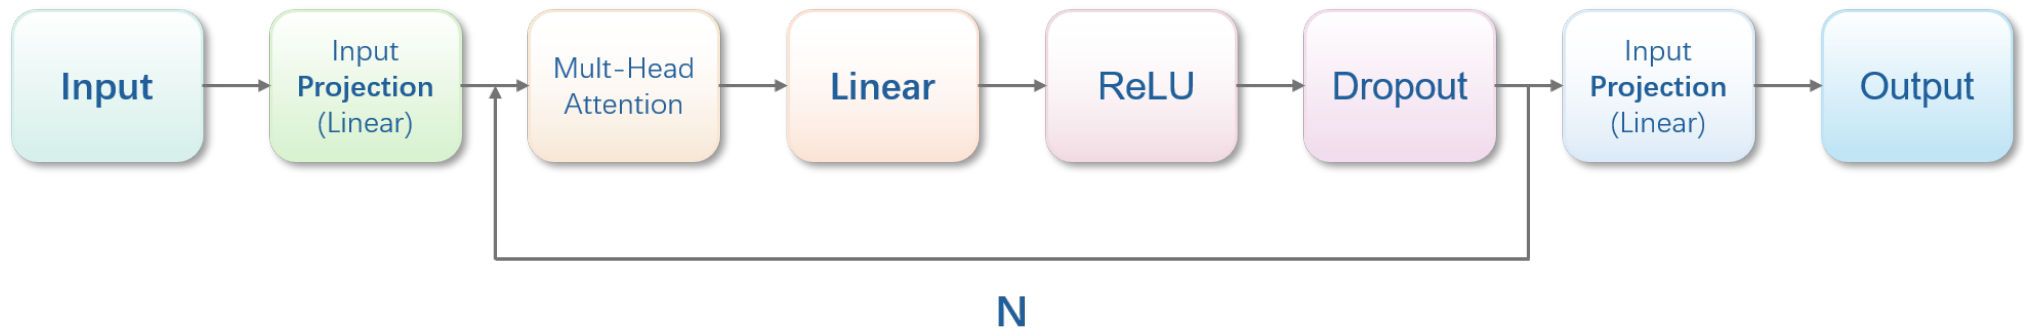 Input
Input
Projection
(Linear)
Mult-Head
Attention
Linear
ReLU
Dropout
Input
Projection
(Linear)
Output
N